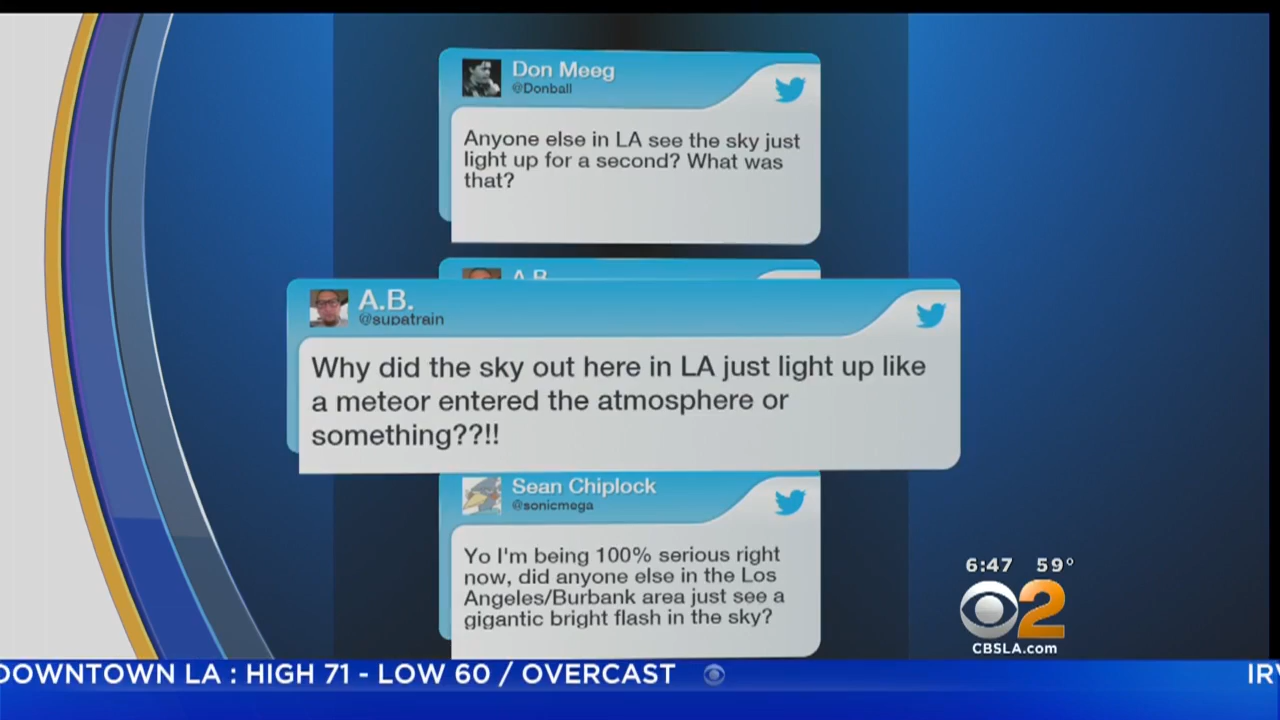 Don Meeg
@Donball
Anyone else in LA see the sky just
light up for a second? What was
that?
A.B.
A.B.
@supatrain
Why did the sky out here in LA just light up like
a meteor entered the atmosphere or
something??!!
Sean Chiplock
@sonicmega
Yo I'm being 100% serious right
now, did anyone else in the Los
Angeles/Burbank area just see a
gigantic bright flash in the sky?
6:47 59°
2
CBSLA.com
DOWNTOWN LA : HIGH 71 - LOW 60 / OVERCAST